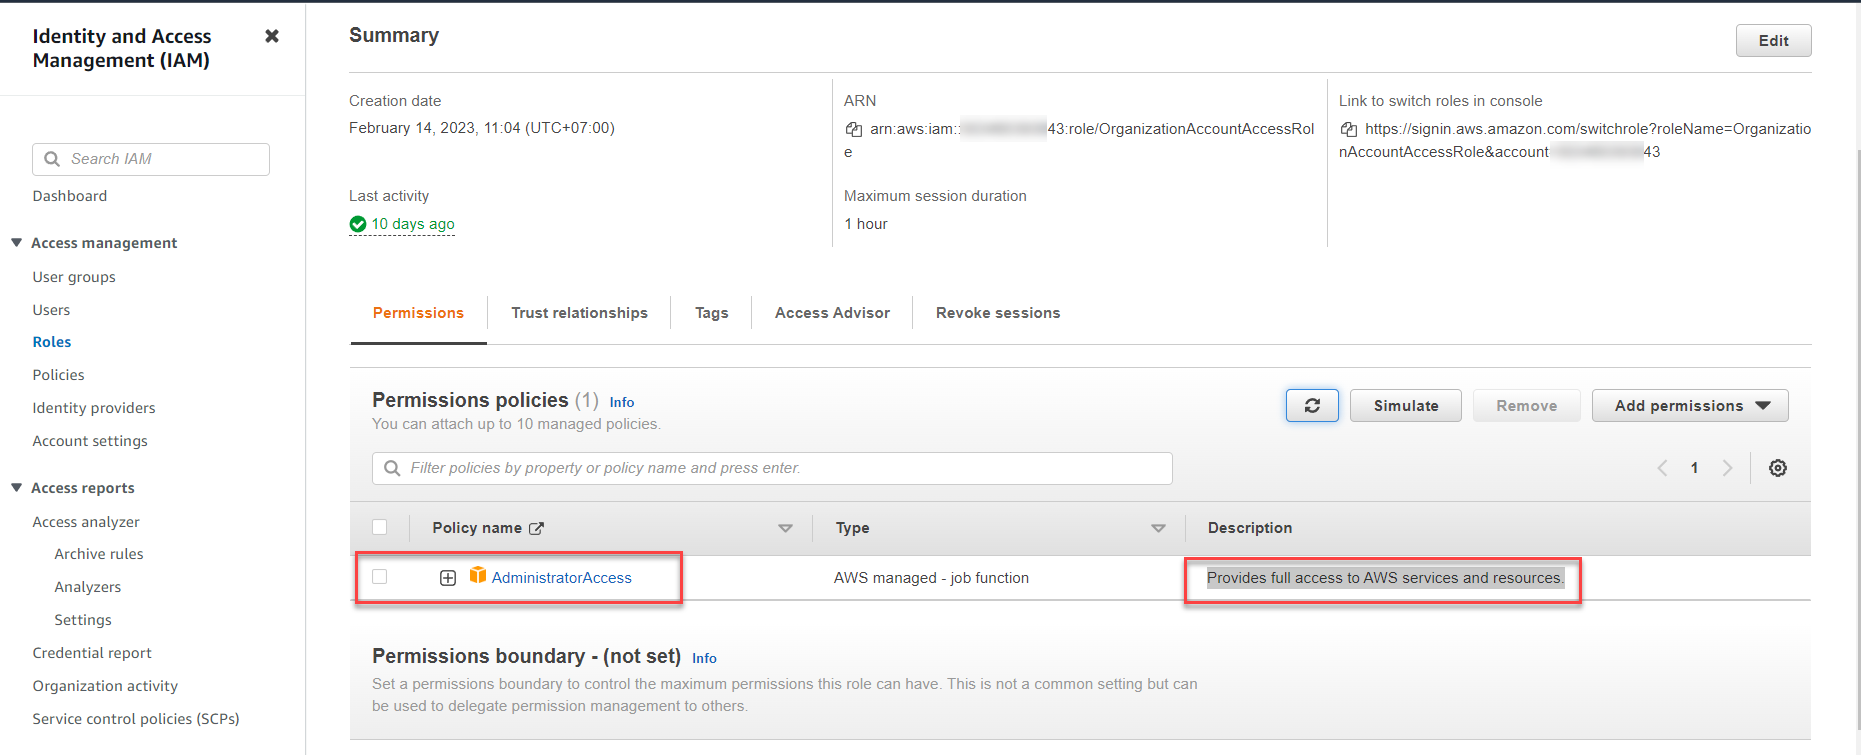 Identity and Access
Management (IAM)
Search IAM
Dashboard
Access management
User groups
Users
Roles
Policies
Identity providers
Account settings
Access reports
Access analyzer
Archive rules
Analyzers
Settings
Credential report
Organization activity
Service control policies (SCPs)
Summary
Edit
Creation date
February 14, 2023, 11:04 (UTC+07:00)
ARN
arn:aws:iam:: 43:role/OrganizationAccountAccessRol
e
Link to switch roles in console
https://signin.aws.amazon.com/switchrole?roleName=Organizatio
nAccountAccessRole&account 43
Last activity
10 days ago
Maximum session duration
1 hour
Permissions
Trust relationships
Tags
Access Advisor
Revoke sessions
Permissions policies (1) Info
You can attach up to 10 managed policies.
Simulate
Remove
Add permissions
Filter policies by property or policy name and press enter.
1
Policy name
Type
Description
AdministratorAccess
AWS managed - job function
Provides full access to AWS services and resources.
Permissions boundary - (not set) Info
Set a permissions boundary to control the maximum permissions this role can have. This is not a common setting but can
be used to delegate permission management to others.